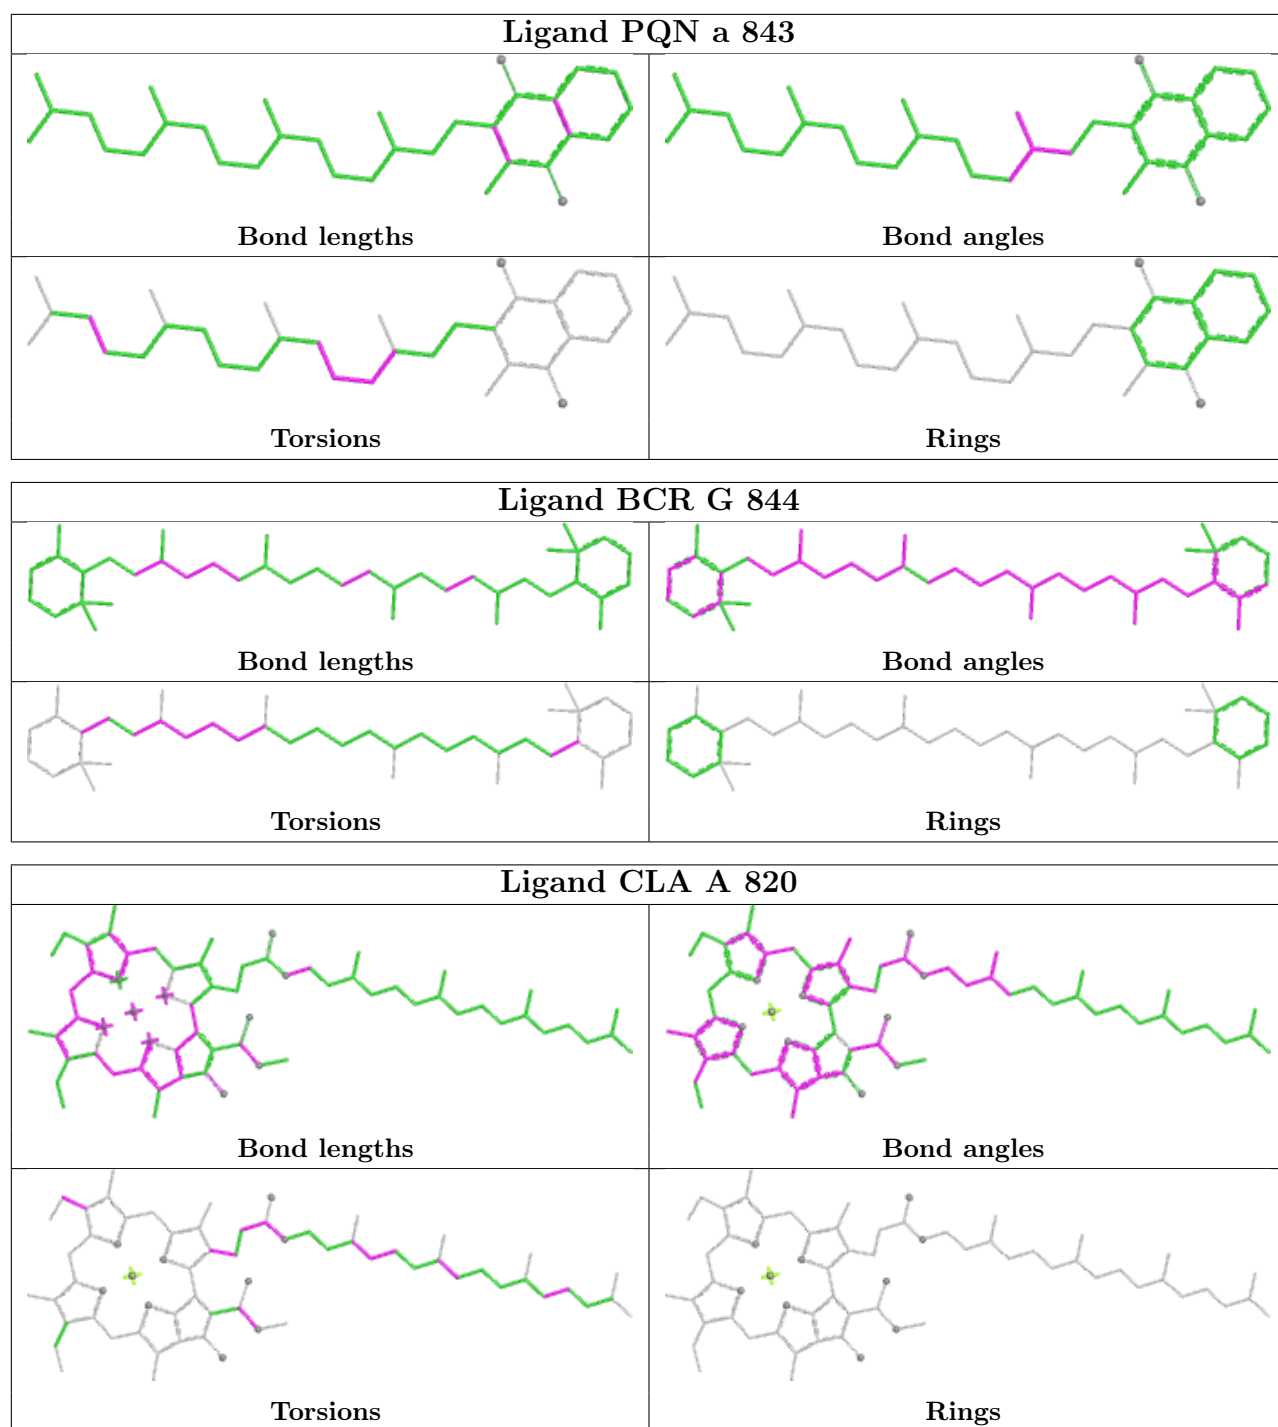 Ligand PQN a 843
Bond lengths
Bond angles
Torsions
Rings
Ligand BCR G 844
Bond lengths
Bond angles
Torsions
Rings
Ligand CLA A 820
Bond lengths
Bond angles
Torsions
Rings